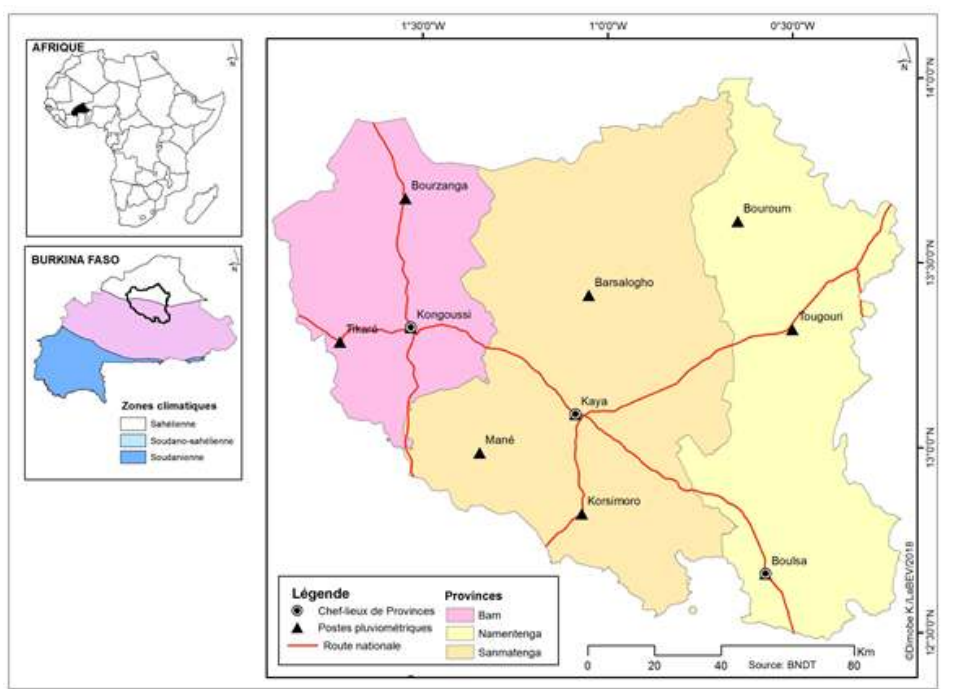 1°30'0"W
1°0'0"W
0°30'0"W
AFRIQUE
N
N
14°0'0"N
Bourzanga
Bouroum
13°30'0"N
BURKINA FASO
N
Barsalogho
Kongoussi
Tikaré
Tougouri
Zones climatiques
Sahélienne
Soudano-sahélienne
Soudanienne
Kaya
Mané
13°0'0"N
Korsimoro
Boulsa
Légende
Chef-lieux de Provinces
Postes pluviométriques
Route nationale
Provinces
Bam
Namentenga
Sanmatenga
Km
0 20 40 80
Source: BNDT
12°30'0"N
©Dimobe K./LaBEV/2018